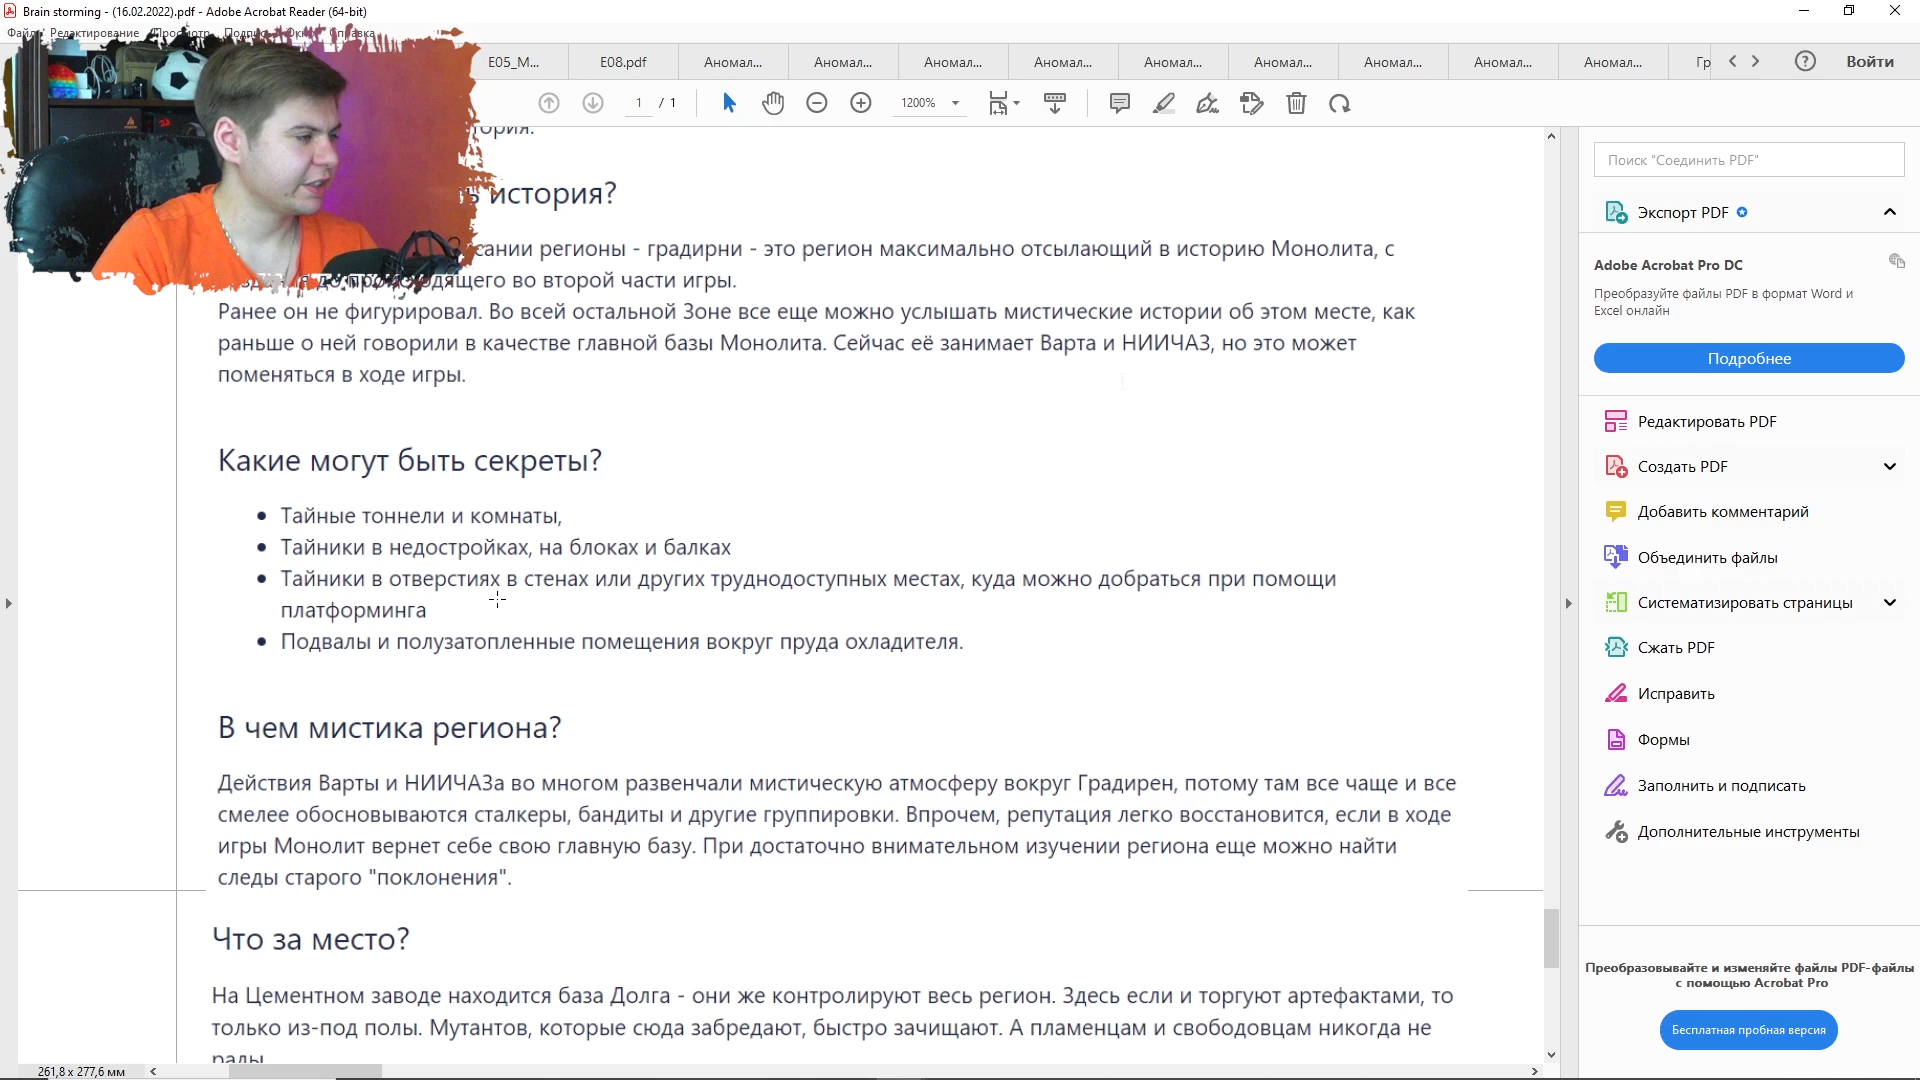 Brain storming - (16.02.2022).pdf - Adobe Acrobat Reader (64-bit)
Файл Редактирование Просмотр Подпись Окно Справка
E05_M... E08.pdf Аномал... Аномал... Аномал... Аномал... Аномал... Аномал... Аномал... Аномал... Аномал... Гр
Войти
1 / 1
1200%
история?
регионы - градирни - это регион максимально отсылающий в историю Монолита, с
до происходящего во второй части игры.
Ранее он не фигурировал. Во всей остальной Зоне все еще можно услышать мистические истории об этом месте, как
раньше о ней говорили в качестве главной базы Монолита. Сейчас её занимает Варта и НИИЧАЗ, но это может
поменяться в ходе игры.
Какие могут быть секреты?
• Тайные тоннели и комнаты,
• Тайники в недостройках, на блоках и балках
• Тайники в отверстиях в стенах или других труднодоступных местах, куда можно добраться при помощи
платформинга
• Подвалы и полузатопленные помещения вокруг пруда охладителя.
В чем мистика региона?
Действия Варты и НИИЧАЗа во многом развенчали мистическую атмосферу вокруг Градирен, потому там все чаще и все
смелее обосновываются сталкеры, бандиты и другие группировки. Впрочем, репутация легко восстановится, если в ходе
игры Монолит вернет себе свою главную базу. При достаточно внимательном изучении региона еще можно найти
следы старого "поклонения".
Что за место?
На Цементном заводе находится база Долга - они же контролируют весь регион. Здесь если и торгуют артефактами, то
только из-под полы. Мутантов, которые сюда забредают, быстро зачищают. А пламенцам и свободовцам никогда не
рады
261,8 x 277,6 мм
Поиск "Соединить PDF"
Экспорт PDF
Adobe Acrobat Pro DC
Преобразуйте файлы PDF в формат Word и
Excel онлайн
Подробнее
Редактировать PDF
Создать PDF
Добавить комментарий
Объединить файлы
Систематизировать страницы
Сжать PDF
Исправить
Формы
Заполнить и подписать
Дополнительные инструменты
Преобразовывайте и изменяйте файлы PDF-файлы
с помощью Acrobat Pro
Бесплатная пробная версия